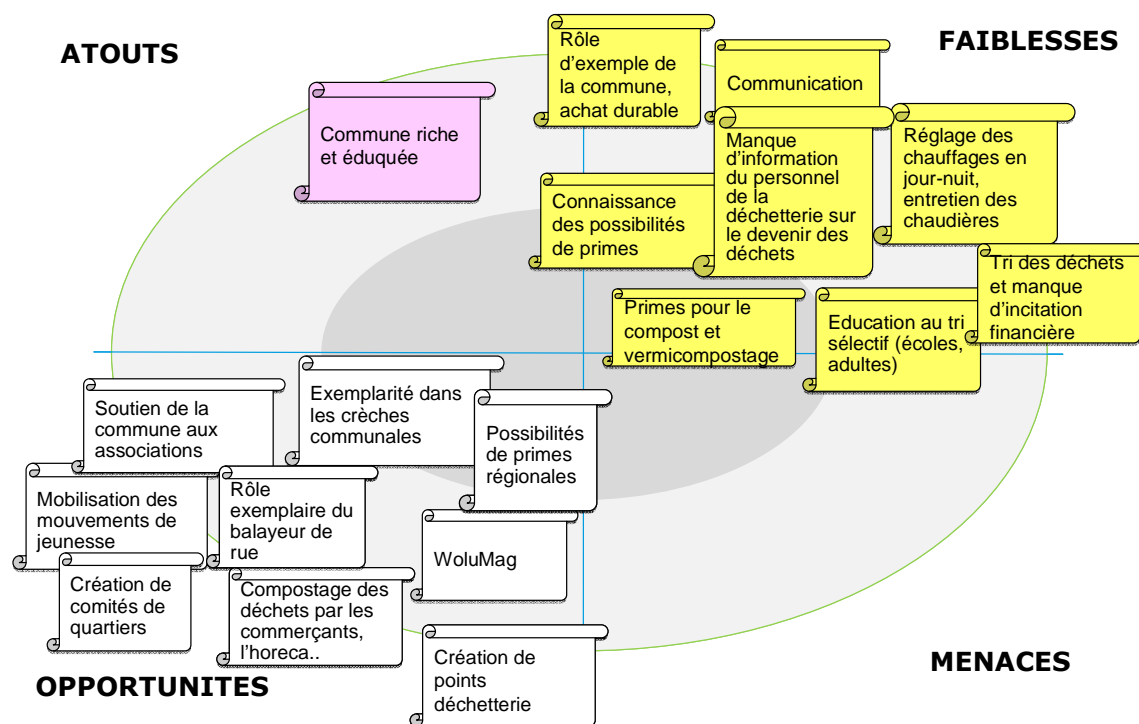 ATOUTS
FAIBLESSES
Commune riche
et éduquée
Rôle
d'exemple de
la commune,
achat durable
Communication
Manque
d'information
du personnel
de la
déchetterie sur
le devenir des
déchets
Réglage des
chauffages en
jour-nuit,
entretien des
chaudières
Connaissance
des possibilités
de primes
Tri des déchets
et manque
d'incitation
financière
Primes pour le
compost et
vermicompostage
Education au tri
sélectif (écoles,
adultes)
Soutien de la
commune aux
associations
Exemplarité dans
les crèches
communales
Possibilités
de primes
régionales
Mobilisation des
mouvements de
jeunesse
Rôle
exemplaire du
balayeur de
rue
WoluMag
Création de
comités de
quartiers
Compostage des
déchets par les
commerçants,
l'horeca..
Création de
points
déchetterie
OPPORTUNITES
MENACES